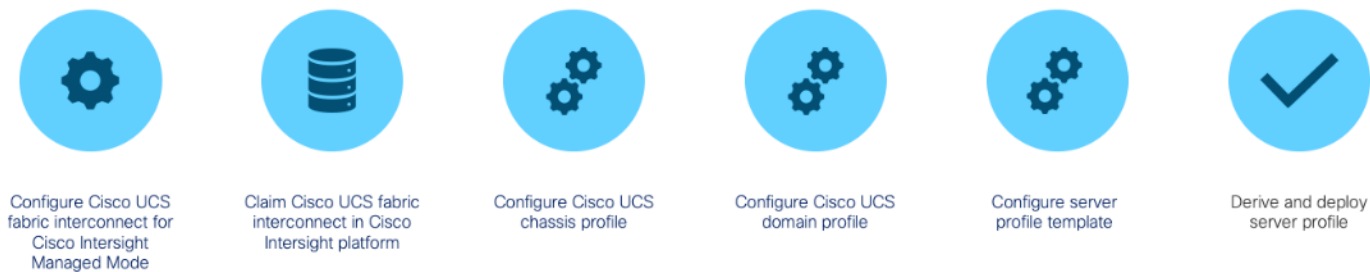 Configure Cisco UCS
fabric interconnect for
Cisco Intersight
Managed Mode
Claim Cisco UCS fabric
interconnect in Cisco
Intersight platform
Configure Cisco UCS
chassis profile
Configure Cisco UCS
domain profile
Configure server
profile template
Derive and deploy
server profile